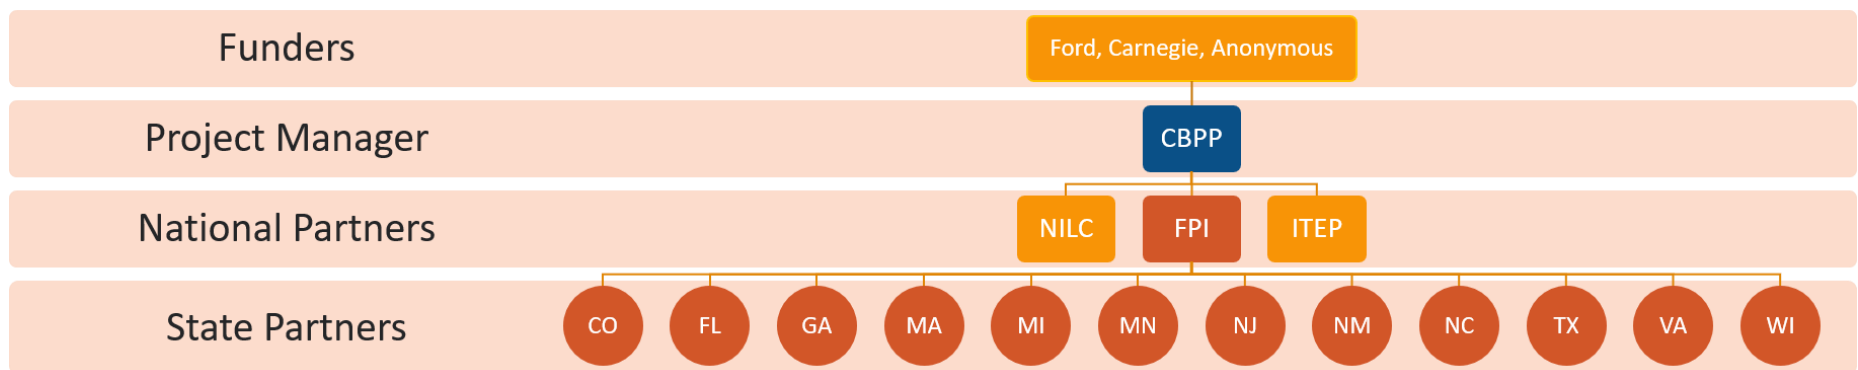 Funders
Ford, Carnegie, Anonymous
Project Manager
CBPP
National Partners
NILC FPI ITEP
State Partners
CO FL GA MA MI MN NJ NM NC TX VA WI